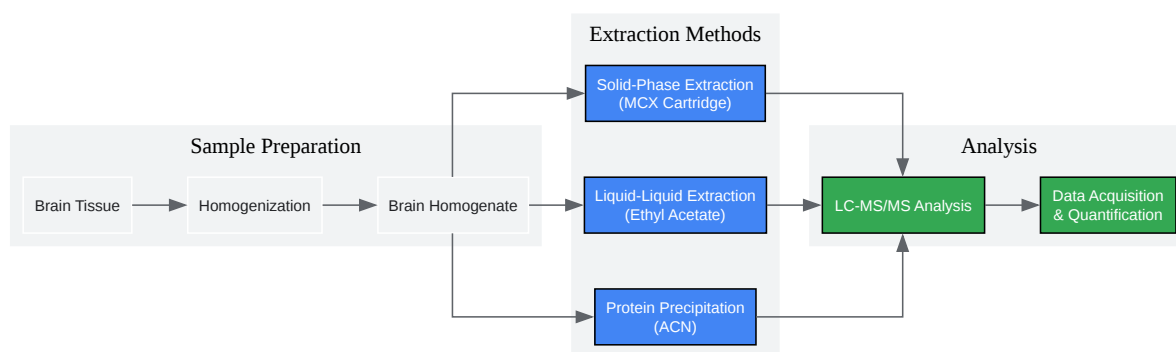 Extraction Methods
Solid-Phase Extraction
(MCX Cartridge)
Sample Preparation
Analysis
Brain Tissue
Homogenization
Brain Homogenate
Liquid-Liquid Extraction
(Ethyl Acetate)
LC-MS/MS Analysis
Data Acquisition
& Quantification
Protein Precipitation
(ACN)